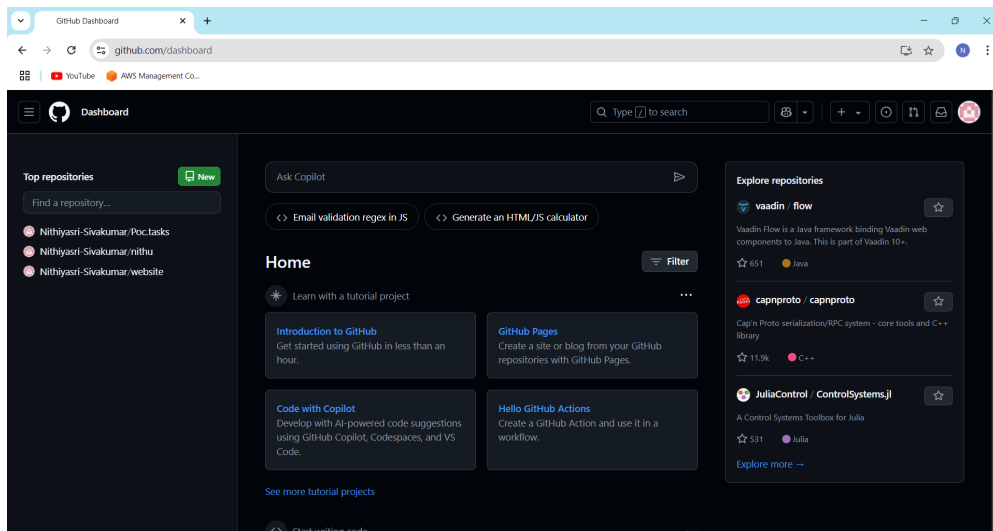 GitHub Dashboard
github.com/dashboard
N
YouTube
AWS Management Co...
Dashboard
Type / to search
Top repositories
New
Find a repository...
Nithiyasri-Sivakumar/Poc.tasks
Nithiyasri-Sivakumar/nithu
Nithiyasri-Sivakumar/website
Ask Copilot
Email validation regex in JS
Generate an HTML/JS calculator
Home
Filter
Learn with a tutorial project
Introduction to GitHub
Get started using GitHub in less than an
hour.
GitHub Pages
Create a site or blog from your GitHub
repositories with GitHub Pages.
Code with Copilot
Develop with AI-powered code suggestions
using GitHub Copilot, Codespaces, and VS
Code.
Hello GitHub Actions
Create a GitHub Action and use it in a
workflow.
See more tutorial projects
Start writing code
Explore repositories
vaadin / flow
Vaadin Flow is a Java framework binding Vaadin web
components to Java. This is part of Vaadin 10+.
651
Java
capnproto / capnproto
Cap'n Proto serialization/RPC system - core tools and C++
library
11.9k
C++
JuliaControl / ControlSystems.jl
A Control Systems Toolbox for Julia
531
Julia
Explore more →